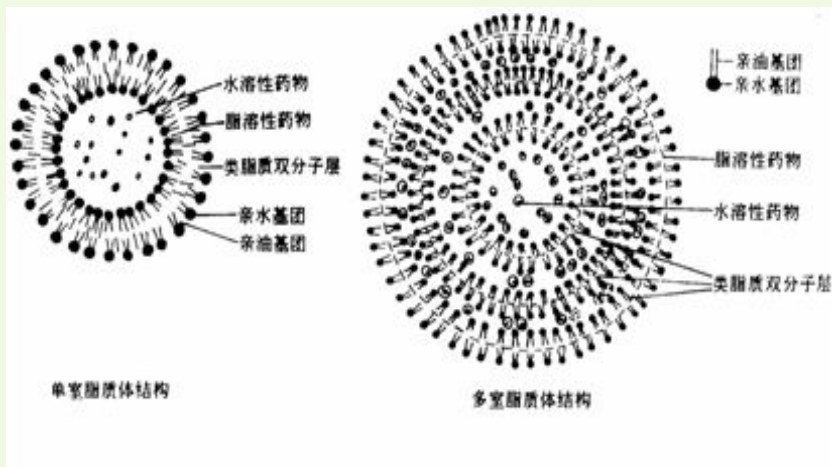 水溶性药物
脂溶性药物
类脂质双分子层
亲水基团
亲油基团
单室脂质体结构
亲油基团
亲水基团
脂溶性药物
水溶性药物
类脂质双分子层
多室脂质体结构